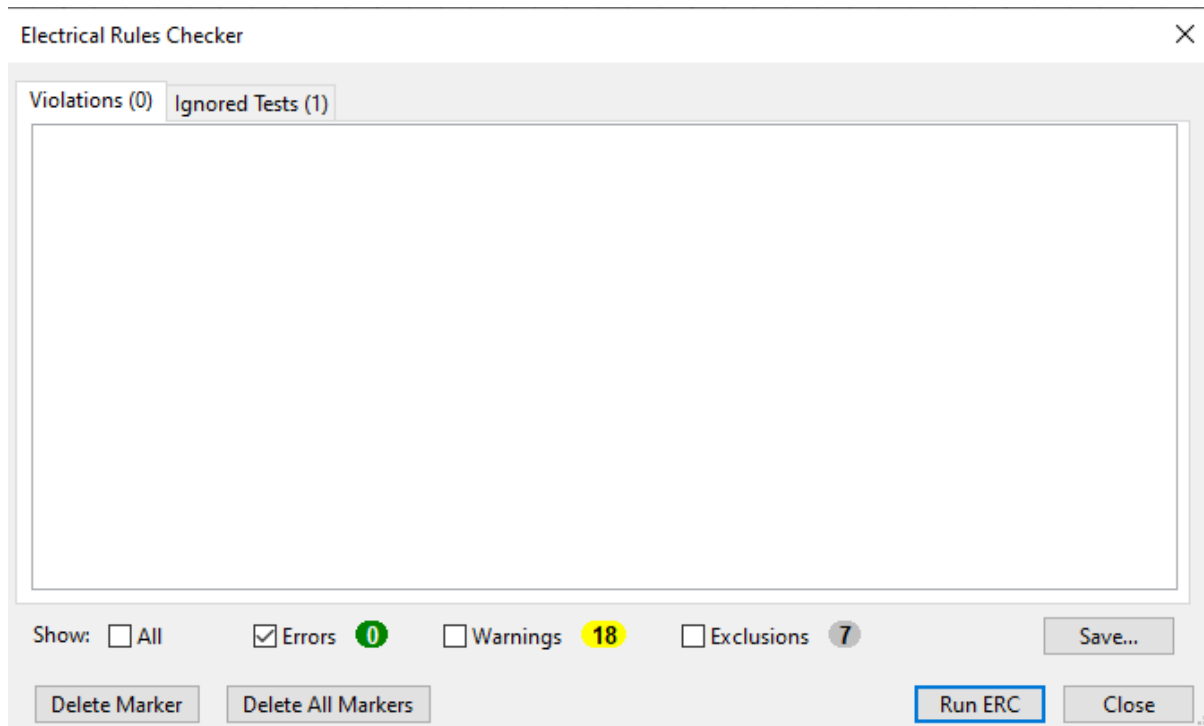 Electrical Rules Checker
Violations (0) Ignored Tests (1)
Show: All Errors 0 Warnings 18 Exclusions 7 Save...
Delete Marker Delete All Markers Run ERC Close